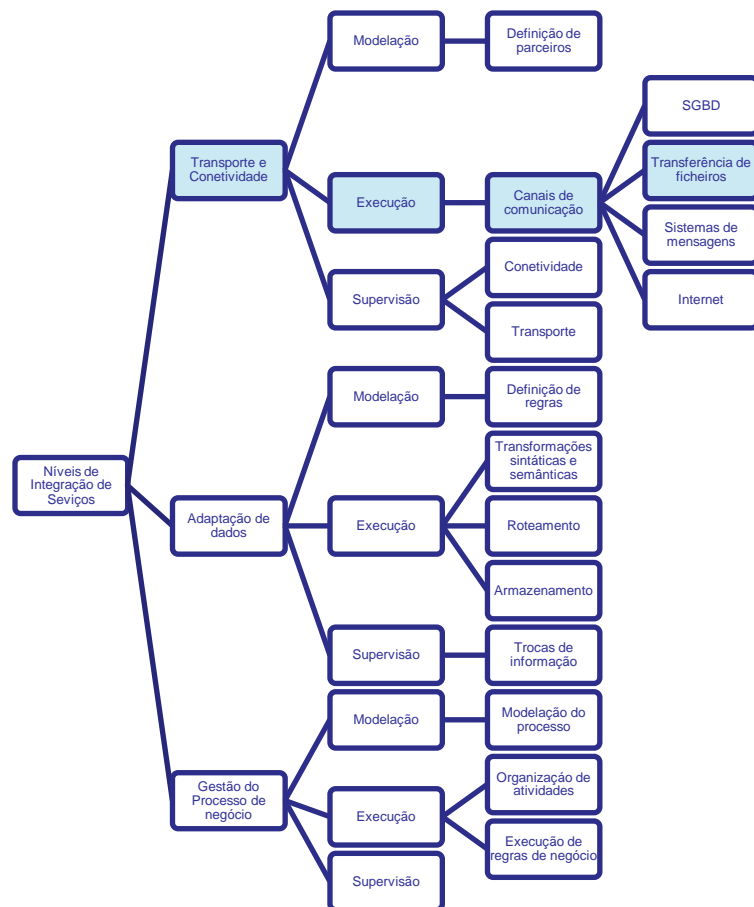 Níveis de
Integração de
Seviços
Transporte e
Conetividade
Modelação
Definição de
parceiros
Execução
Canais de
comunicação
SGBD
Transferência de
ficheiros
Sistemas de
mensagens
Internet
Supervisão
Conetividade
Transporte
Adaptação de
dados
Modelação
Definição de
regras
Execução
Transformações
sintáticas e
semânticas
Roteamento
Armazenamento
Supervisão
Trocas de
informação
Gestão do
Processo de
negócio
Modelação
Modelação do
processo
Execução
Organizaçáo de
atividades
Execução de
regras de negócio
Supervisão